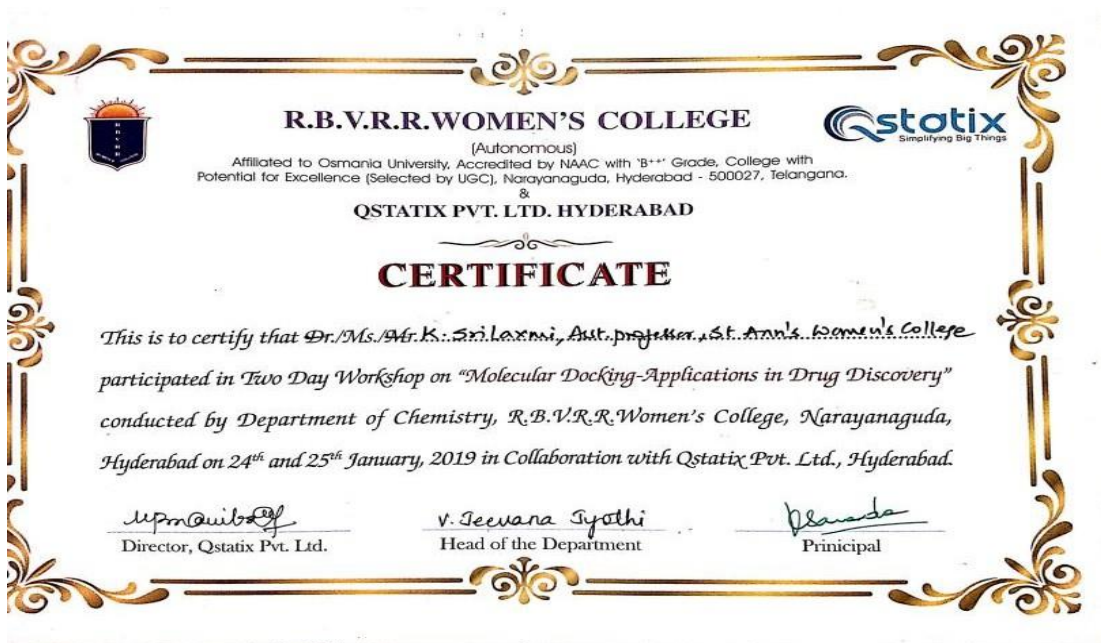 R.B.V.R.R.WOMEN'S COLLEGE
Qstatix
Simplifying Big Things
(Autonomous)
Affiliated to Osmania University, Accredited by NAAC with 'B++' Grade, College with
Potential for Excellence (Selected by UGC), Narayanaguda, Hyderabad - 500027, Telangana.
&
QSTATIX PVT. LTD. HYDERABAD
CERTIFICATE
This is to certify that Dr./Ms./Mr. K. Srilaxmi, Asst. professor, St Ann's Women's College
participated in Two Day Workshop on "Molecular Docking-Applications in Drug Discovery"
conducted by Department of Chemistry, R.B.V.R.R.Women's College, Narayanaguda,
Hyderabad on 24th and 25th January, 2019 in Collaboration with Qstatix Pvt. Ltd., Hyderabad.
V. Jeevana Jyothi
Director, Qstatix Pvt. Ltd. Head of the Department Prinicipal